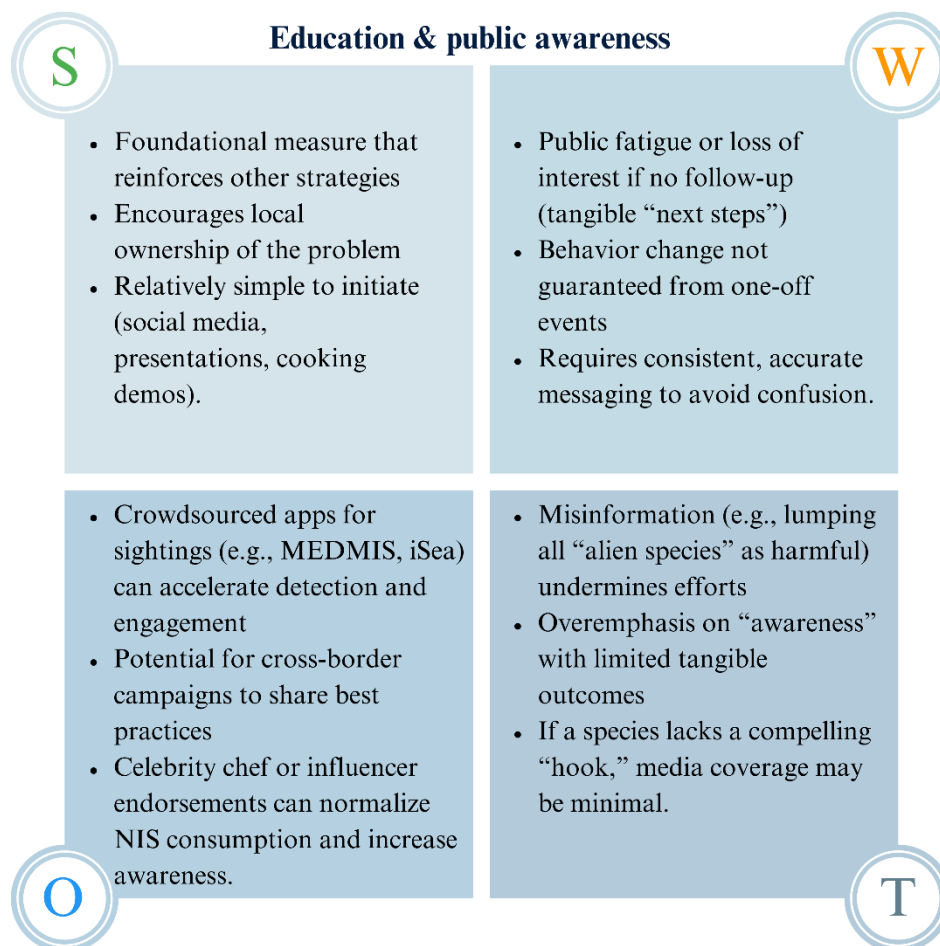 Education & public awareness
S
• Foundational measure that
reinforces other strategies
• Encourages local
ownership of the problem
• Relatively simple to initiate
(social media,
presentations, cooking
demos).
W
• Public fatigue or loss of
interest if no follow-up
(tangible “next steps”)
• Behavior change not
guaranteed from one-off
events
• Requires consistent, accurate
messaging to avoid confusion.
• Crowdsourced apps for
sightings (e.g., MEDMIS, iSea)
can accelerate detection and
engagement
• Potential for cross-border
campaigns to share best
practices
• Celebrity chef or influencer
endorsements can normalize
NIS consumption and increase
awareness.
O
• Misinformation (e.g., lumping
all “alien species” as harmful)
undermines efforts
• Overemphasis on “awareness”
with limited tangible
outcomes
• If a species lacks a compelling
“hook,” media coverage may
be minimal.
T